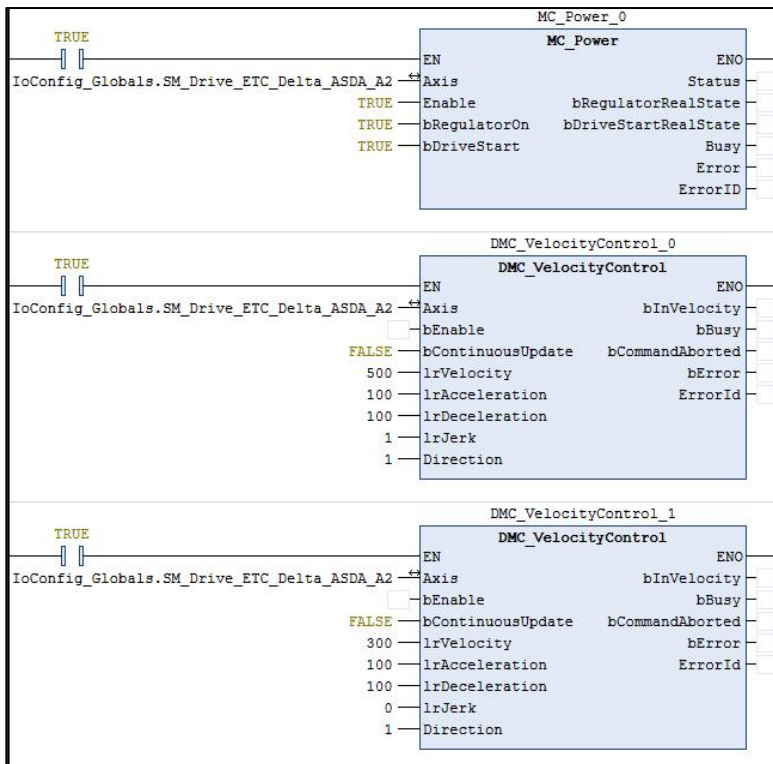 MC_Power_0
TRUE
MC_Power
EN ENO
IoConfig_Globals.SM_Drive_ETC_Delta_ASDA_A2 Axis Status
TRUE Enable bRegulatorRealState
TRUE bRegulatorOn bDriveStartRealState
TRUE bDriveStart Busy
Error
ErrorID
DMC_VelocityControl_0
TRUE
DMC_VelocityControl
EN ENO
IoConfig_Globals.SM_Drive_ETC_Delta_ASDA_A2 Axis bInVelocity
bEnable bBusy
FALSE bContinuousUpdate bCommandAborted
500 lrVelocity bError
100 lrAcceleration ErrorId
100 lrDeceleration
1 lrJerk
1 Direction
DMC_VelocityControl_1
TRUE
DMC_VelocityControl
EN ENO
IoConfig_Globals.SM_Drive_ETC_Delta_ASDA_A2 Axis bInVelocity
bEnable bBusy
FALSE bContinuousUpdate bCommandAborted
300 lrVelocity bError
100 lrAcceleration ErrorId
100 lrDeceleration
0 lrJerk
1 Direction